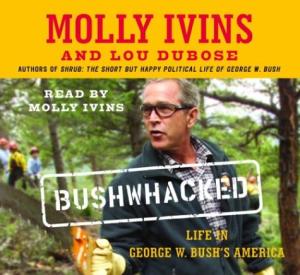 MOLLY IVINS
AND LOU DUBOSE
AUTHORS OF SHRUB: THE SHORT BUT HAPPY POLITICAL LIFE OF GEORGE W. BUSH
READ BY
MOLLY IVINS
BUSHWHACKED
LIFE IN
GEORGE W. BUSH'S AMERICA